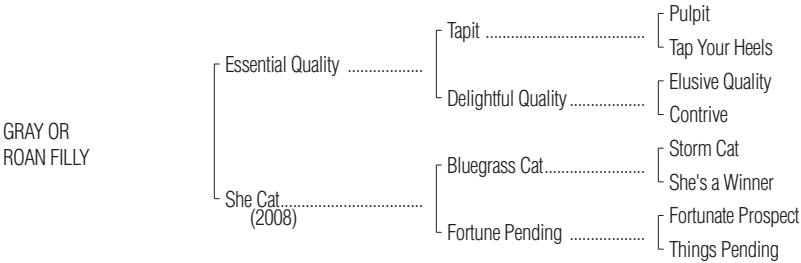 Pulpit
Tapit ......................................
Tap Your Heels
Essential Quality ..................
Elusive Quality
Delightful Quality..................
Contrive
GRAY OR
ROAN FILLY
Storm Cat
Bluegrass Cat........................
She's a Winner
She Cat..................................
(2008)
Fortunate Prospect
Fortune Pending ..................
Things Pending